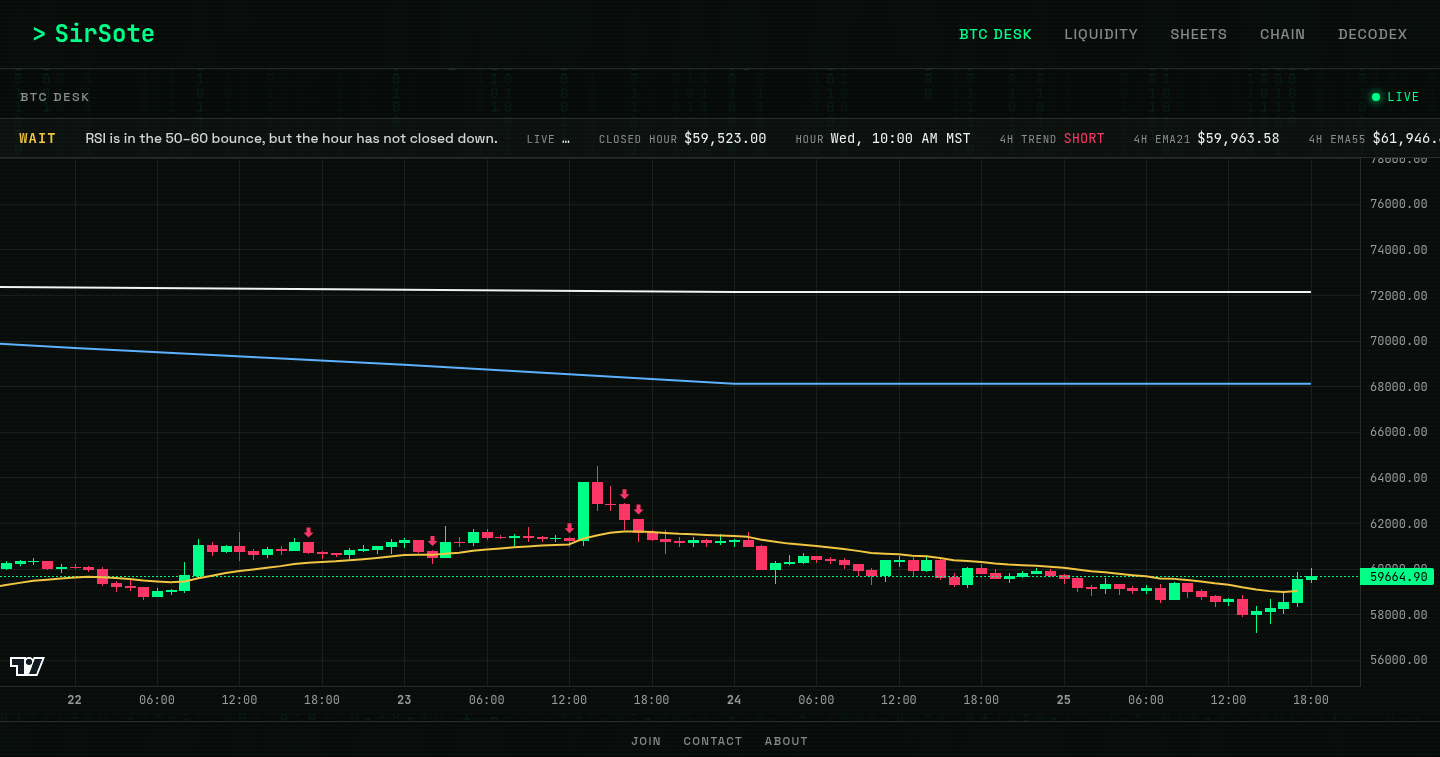 > SirSote
BTC DESK LIQUIDITY SHEETS CHAIN DECODEX
BTC DESK
LIVE
WAIT RSI is in the 50–60 bounce, but the hour has not closed down. LIVE … CLOSED HOUR $59,523.00 HOUR Wed, 10:00 AM MST 4H TREND SHORT 4H EMA21 $59,963.58 4H EMA55 $61,946.
78000.00
76000.00
74000.00
72000.00
70000.00
68000.00
66000.00
64000.00
62000.00
60000.00
59664.90
58000.00
56000.00
22 06:00 12:00 18:00 23 06:00 12:00 18:00 24 06:00 12:00 18:00 25 06:00 12:00 18:00
JOIN CONTACT ABOUT